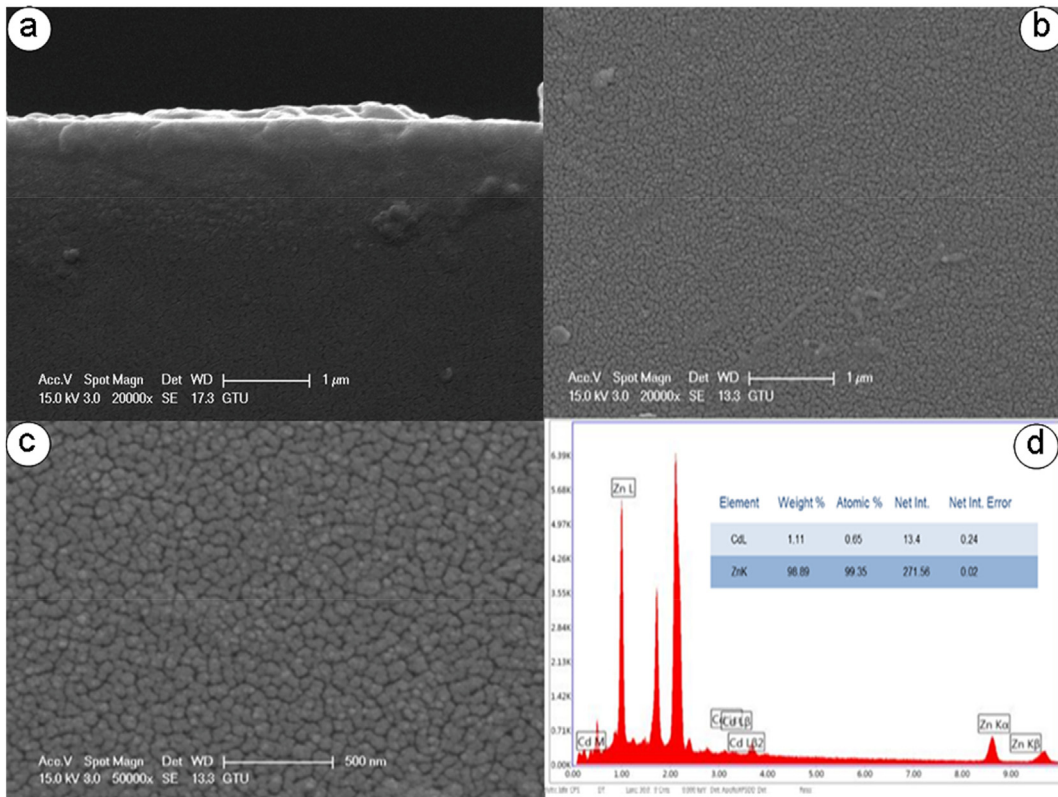 a
Acc.V Spot Magn Det WD 1 µm
15.0 kV 3.0 20000x SE 17.3 GTU
b
Acc.V Spot Magn Det WD 1 µm
15.0 kV 3.0 20000x SE 13.3 GTU
c
Acc.V Spot Magn Det WD 500 nm
15.0 kV 3.0 50000x SE 13.3 GTU
d
6.39K
5.68K
4.97K
4.26K
3.55K
2.84K
2.13K
1.42K
0.71K
0.00K
Zn L
Element Weight % Atomic % Net Int. Net Int. Error
CdL 1.11 0.65 13.4 0.24
ZnK 98.89 99.35 271.56 0.02
Cd M
Cd Lβ
Cd Lβ2
Zn Kα
Zn Kβ
0.00 1.00 2.00 3.00 4.00 5.00 6.00 7.00 8.00 9.00